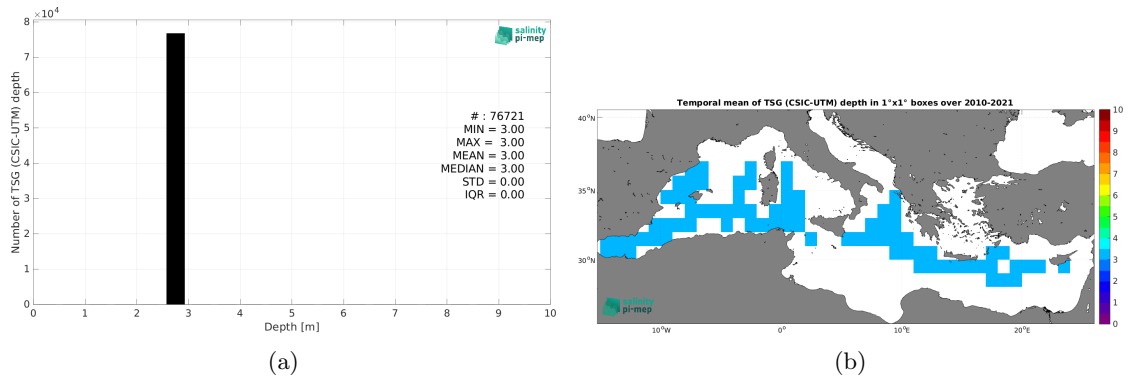 ×10⁴
8
7
6
5
4
3
2
1
0
Number of TSG (CSIC-UTM) depth
salinity
pi-mep
# : 76721
MIN = 3.00
MAX = 3.00
MEAN = 3.00
MEDIAN = 3.00
STD = 0.00
IQR = 0.00
0 1 2 3 4 5 6 7 8 9 10
Depth [m]
(a)
Temporal mean of TSG (CSIC-UTM) depth in 1°x1° boxes over 2010-2021
40°N
35°N
30°N
salinity
pi-mep
10°W 0° 10°E 20°E
10
9
8
7
6
5
4
3
2
1
0
(b)